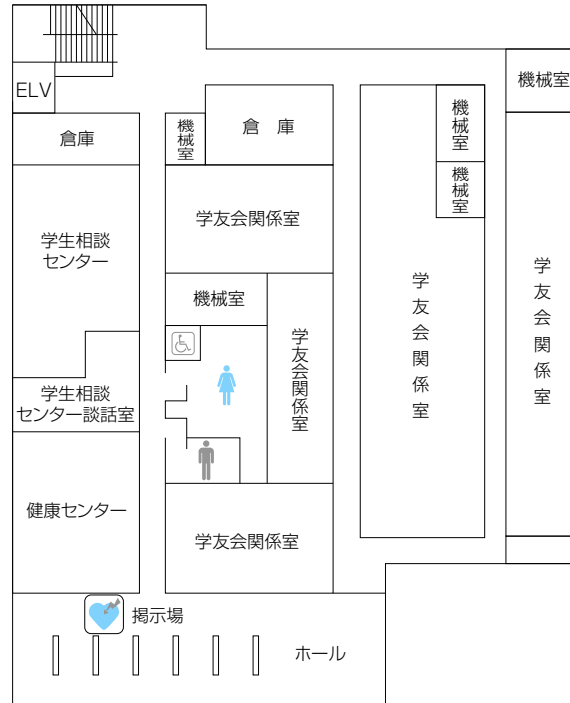 ELV
倉庫
機械室
倉 庫
機械室
機械室
機械室
学生相談
センター
学友会関係室
機械室
学友会関係室
学友会関係室
学友会関係室
学生相談
センター談話室
健康センター
学友会関係室
掲示場
ホール